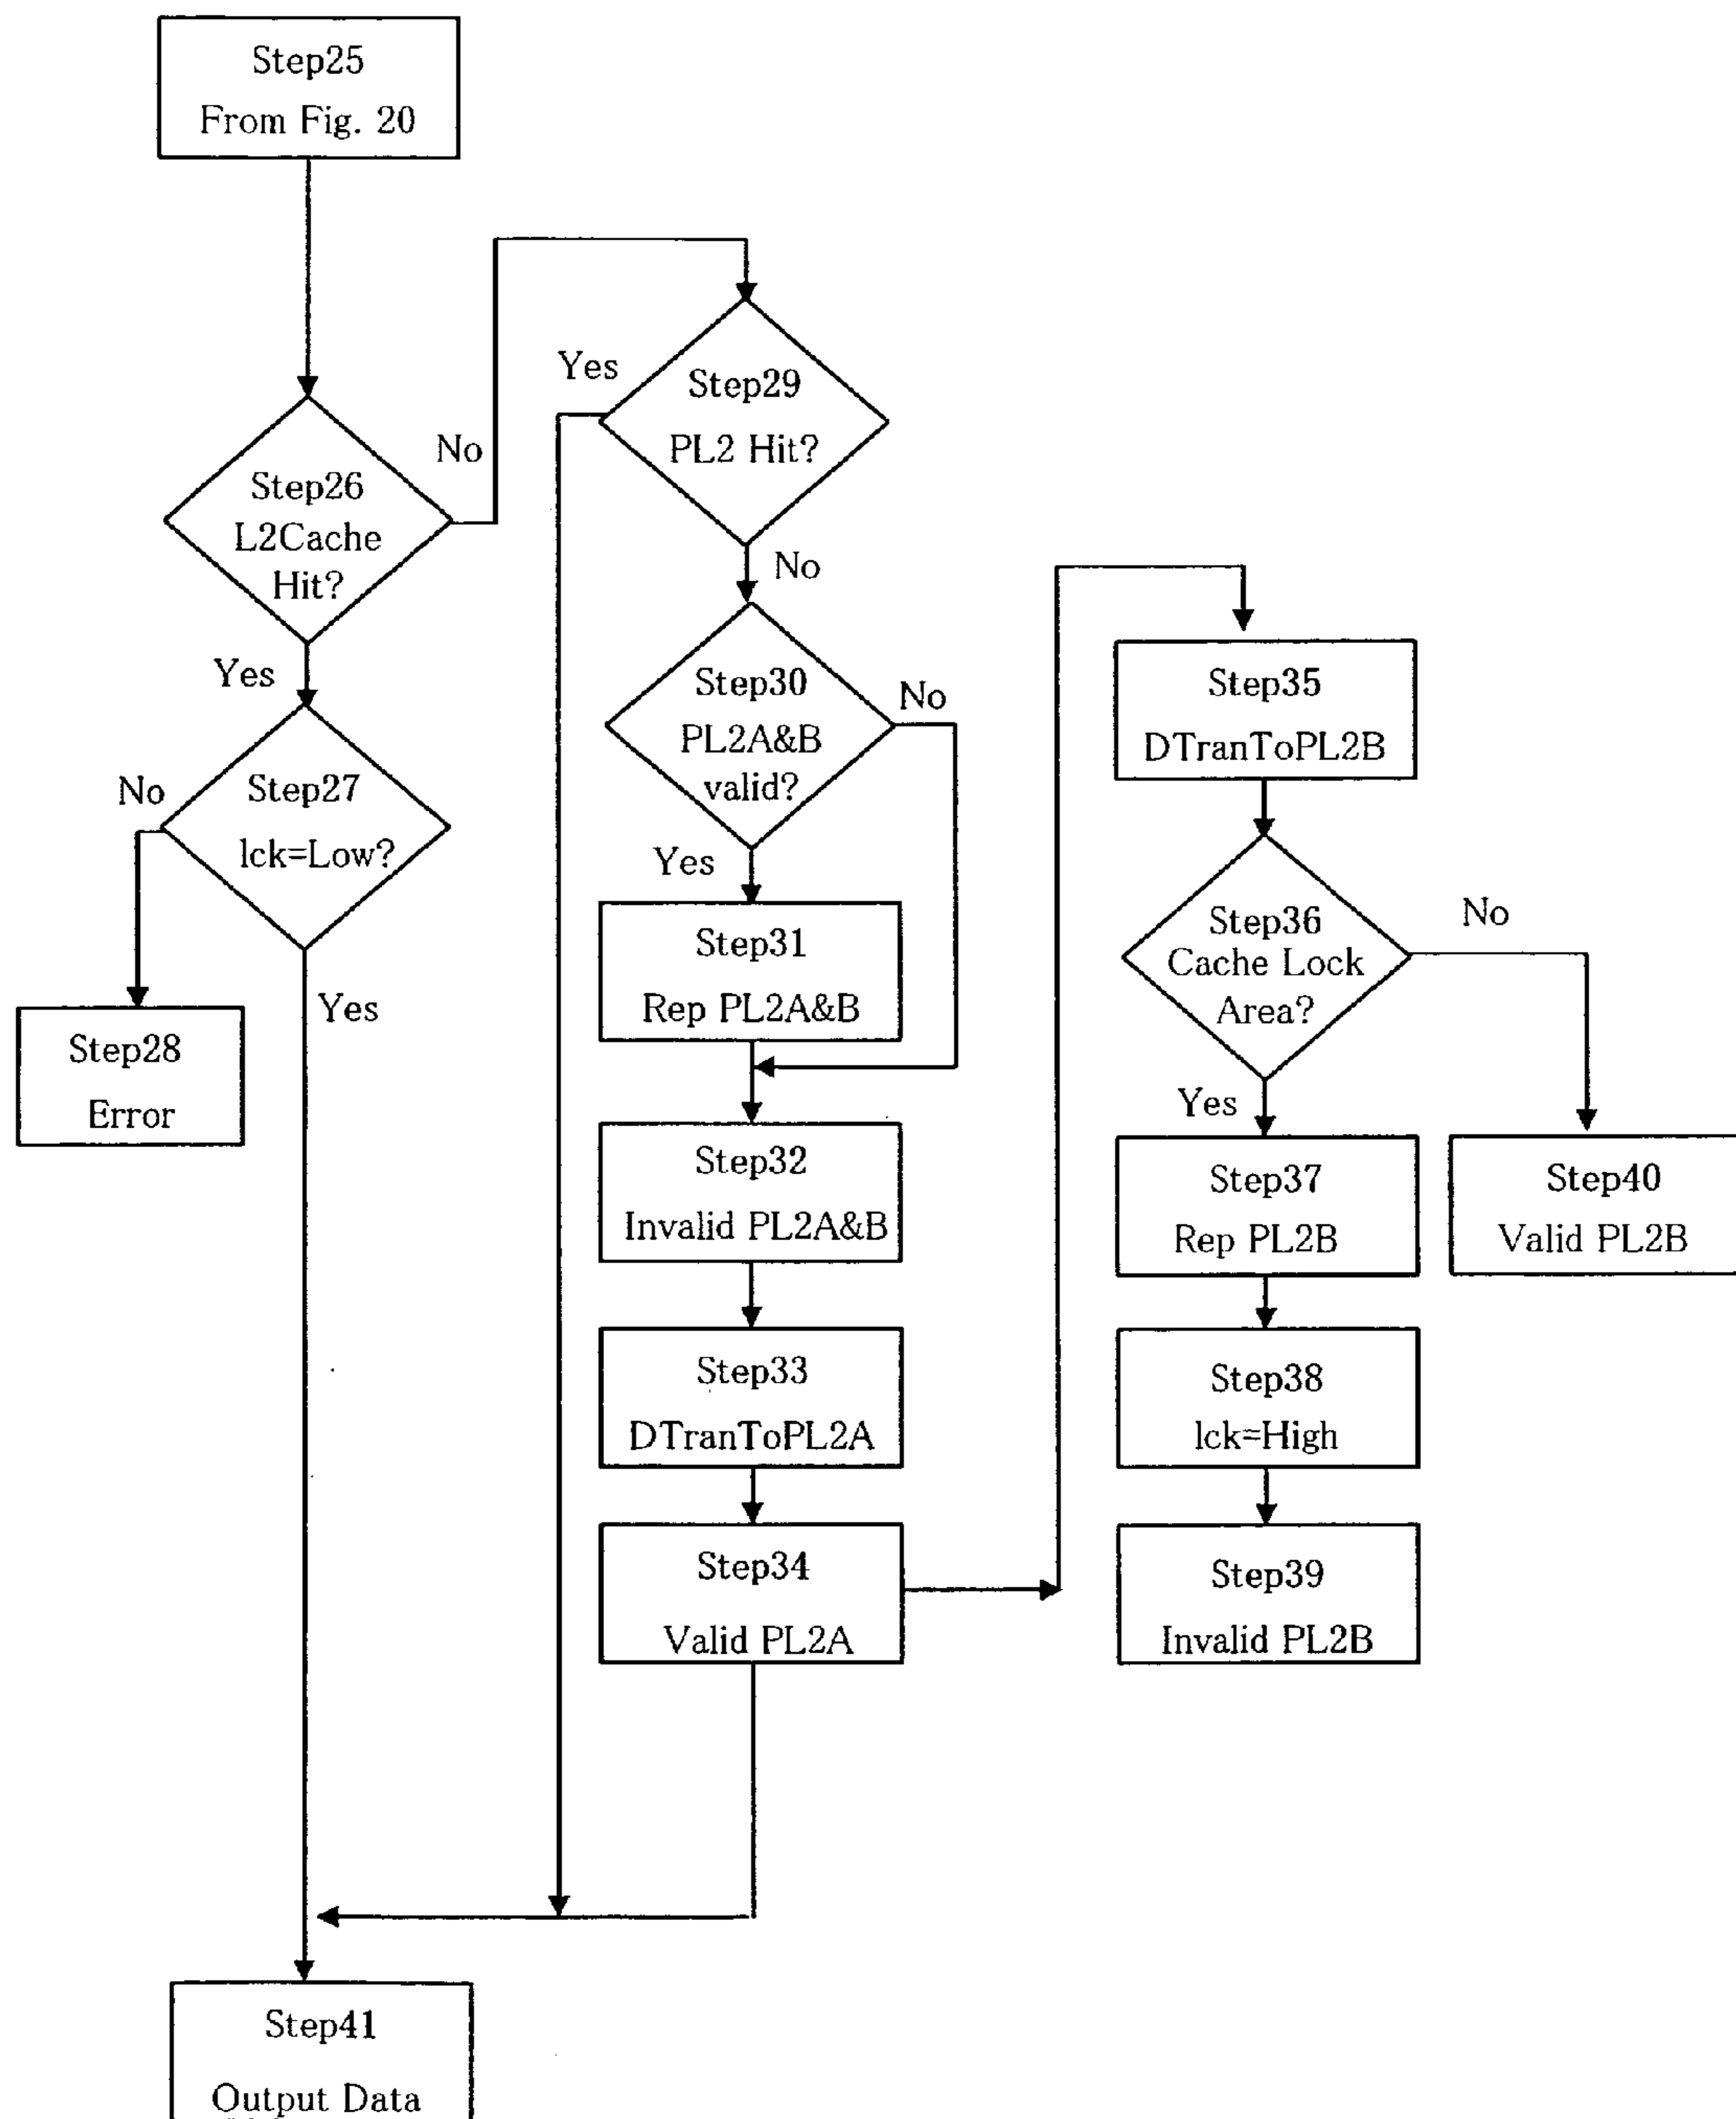 Step25
From Fig. 20
Step26
L2Cache
Hit?
No
Yes
Step27
lck=Low?
No
Yes
Step28
Error
Step29
PL2 Hit?
Yes
No
Step30
PL2A&B
valid?
No
Yes
Step31
Rep PL2A&B
Step32
Invalid PL2A&B
Step33
DTranToPL2A
Step34
Valid PL2A
Step35
DTranToPL2B
Step36
Cache Lock
Area?
No
Yes
Step37
Rep PL2B
Step38
lck=High
Step39
Invalid PL2B
Step40
Valid PL2B
Step41
Output Data